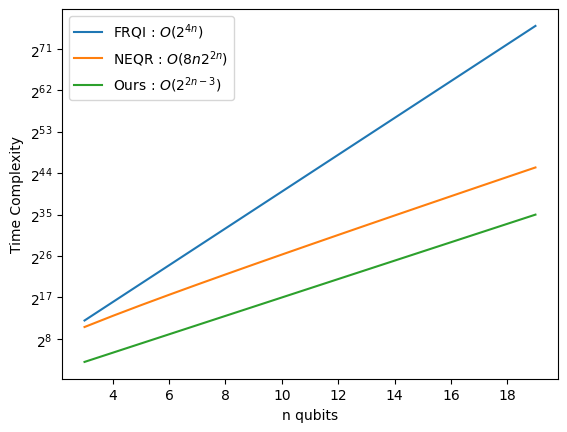 FRQI : $O(2^{4n})$
NEQR : $O(8n2^{2n})$
Ours : $O(2^{2n-3})$
Time Complexity
$2^{71}$
$2^{62}$
$2^{53}$
$2^{44}$
$2^{35}$
$2^{26}$
$2^{17}$
$2^{8}$
4 6 8 10 12 14 16 18
n qubits